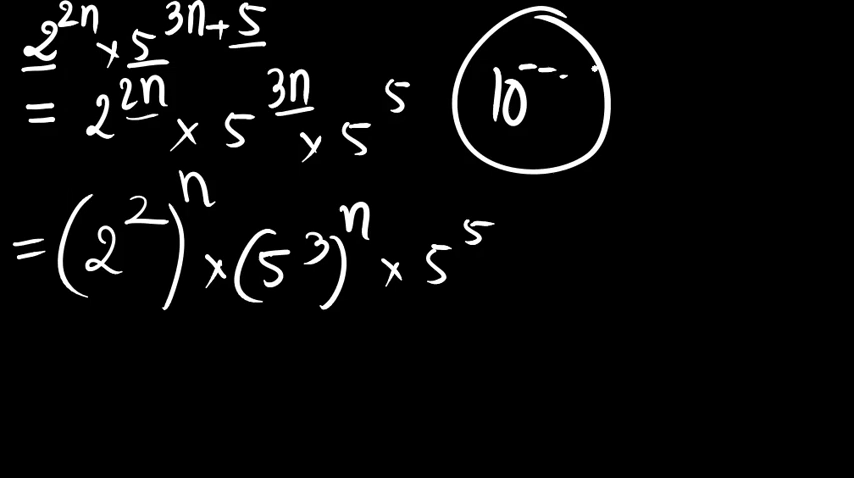 2^{2n} × 5^{3n+5}
= 2^{2n} × 5^{3n} × 5^5 10^{---}
= (2^2)^n × (5^3)^n × 5^5